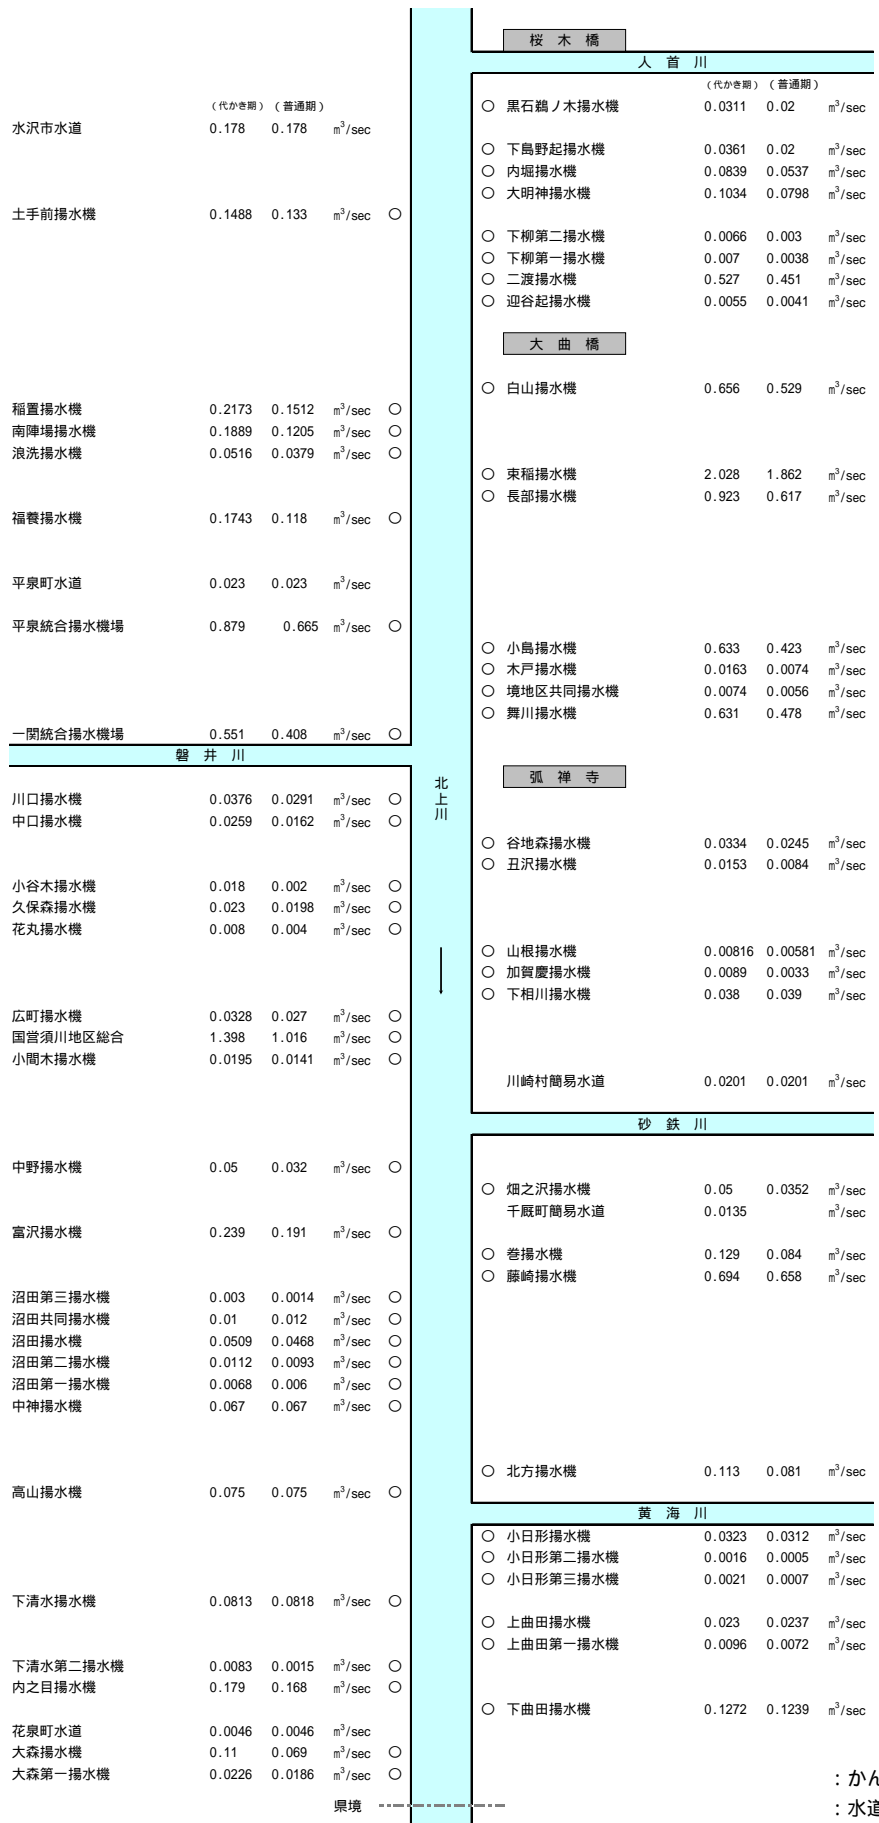 桜木橋
人首川
(代かき期) (普通期)
○ 黒石鵜ノ木揚水機 0.0311 0.02 m³/sec
(代かき期) (普通期)
水沢市水道 0.178 0.178 m³/sec
○ 下島野起揚水機 0.0361 0.02 m³/sec
○ 内堀揚水機 0.0839 0.0537 m³/sec
○ 大明神揚水機 0.1034 0.0798 m³/sec
土手前揚水機 0.1488 0.133 m³/sec ○
○ 下柳第二揚水機 0.0066 0.003 m³/sec
○ 下柳第一揚水機 0.007 0.0038 m³/sec
○ 二渡揚水機 0.527 0.451 m³/sec
○ 迎谷起揚水機 0.0055 0.0041 m³/sec
大曲橋
○ 白山揚水機 0.656 0.529 m³/sec
稲置揚水機 0.2173 0.1512 m³/sec ○
南陣場揚水機 0.1889 0.1205 m³/sec ○
浪洗揚水機 0.0516 0.0379 m³/sec ○
○ 束稲揚水機 2.028 1.862 m³/sec
○ 長部揚水機 0.923 0.617 m³/sec
福養揚水機 0.1743 0.118 m³/sec ○
平泉町水道 0.023 0.023 m³/sec
平泉統合揚水機場 0.879 0.665 m³/sec ○
○ 小島揚水機 0.633 0.423 m³/sec
○ 木戸揚水機 0.0163 0.0074 m³/sec
○ 境地区共同揚水機 0.0074 0.0056 m³/sec
○ 舞川揚水機 0.631 0.478 m³/sec
一関統合揚水機場 0.551 0.408 m³/sec ○
磐井川
弧禅寺
北上川
川口揚水機 0.0376 0.0291 m³/sec ○
中口揚水機 0.0259 0.0162 m³/sec ○
○ 谷地森揚水機 0.0334 0.0245 m³/sec
○ 丑沢揚水機 0.0153 0.0084 m³/sec
小谷木揚水機 0.018 0.002 m³/sec ○
久保森揚水機 0.023 0.0198 m³/sec ○
花丸揚水機 0.008 0.004 m³/sec ○
○ 山根揚水機 0.00816 0.00581 m³/sec
○ 加賀慶揚水機 0.0089 0.0033 m³/sec
○ 下相川揚水機 0.038 0.039 m³/sec
広町揚水機 0.0328 0.027 m³/sec ○
国営須川地区総合 1.398 1.016 m³/sec ○
小間木揚水機 0.0195 0.0141 m³/sec ○
川崎村簡易水道 0.0201 0.0201 m³/sec
砂鉄川
中野揚水機 0.05 0.032 m³/sec ○
○ 畑之沢揚水機 0.05 0.0352 m³/sec
千厩町簡易水道 0.0135 m³/sec
富沢揚水機 0.239 0.191 m³/sec ○
○ 巻揚水機 0.129 0.084 m³/sec
○ 藤崎揚水機 0.694 0.658 m³/sec
沼田第三揚水機 0.003 0.0014 m³/sec ○
沼田共同揚水機 0.01 0.012 m³/sec ○
沼田揚水機 0.0509 0.0468 m³/sec ○
沼田第二揚水機 0.0112 0.0093 m³/sec ○
沼田第一揚水機 0.0068 0.006 m³/sec ○
中神揚水機 0.067 0.067 m³/sec ○
○ 北方揚水機 0.113 0.081 m³/sec
高山揚水機 0.075 0.075 m³/sec ○
黄海川
○ 小日形揚水機 0.0323 0.0312 m³/sec
○ 小日形第二揚水機 0.0016 0.0005 m³/sec
○ 小日形第三揚水機 0.0021 0.0007 m³/sec
下清水揚水機 0.0813 0.0818 m³/sec ○
○ 上曲田揚水機 0.023 0.0237 m³/sec
○ 上曲田第一揚水機 0.0096 0.0072 m³/sec
下清水第二揚水機 0.0083 0.0015 m³/sec ○
内之目揚水機 0.179 0.168 m³/sec ○
○ 下曲田揚水機 0.1272 0.1239 m³/sec
花泉町水道 0.0046 0.0046 m³/sec
大森揚水機 0.11 0.069 m³/sec ○
大森第一揚水機 0.0226 0.0186 m³/sec ○
：かん
県境
：水道